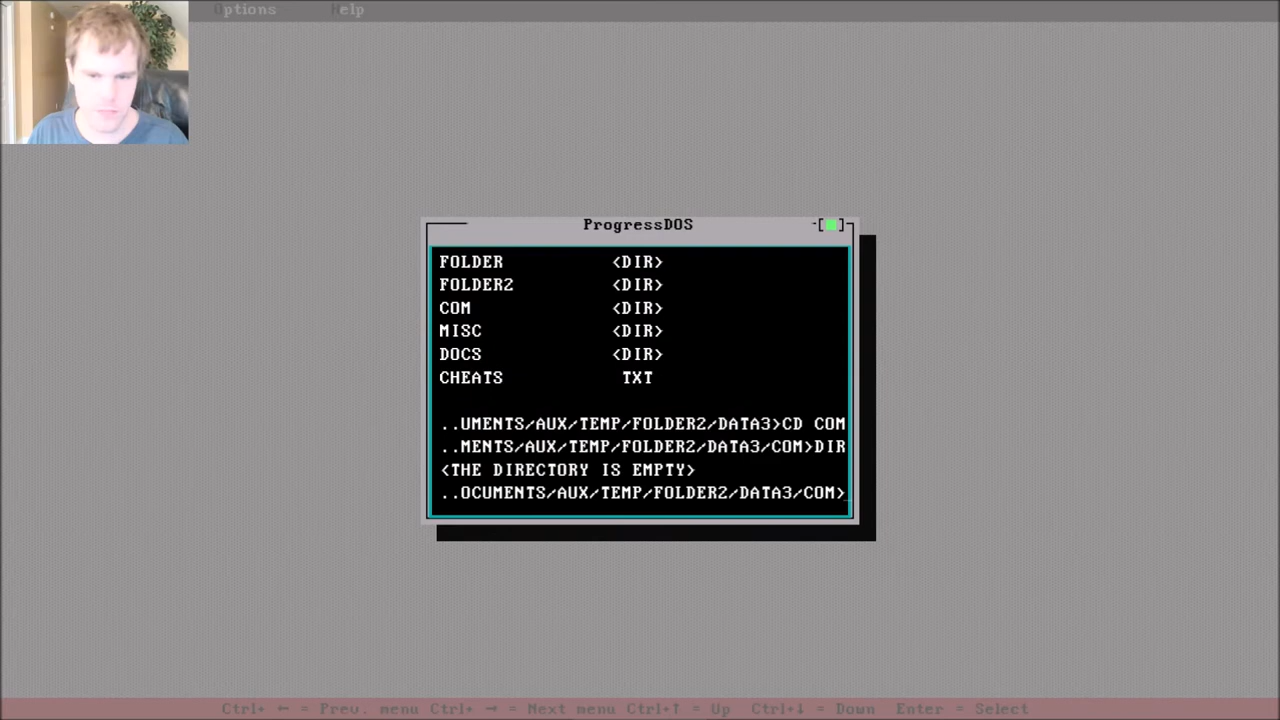 Options Help
ProgressDOS
-[■]
FOLDER <DIR>
FOLDER2 <DIR>
COM <DIR>
MISC <DIR>
DOCS <DIR>
CHEATS TXT
..UMENTS/AUX/TEMP/FOLDER2/DATA3>CD COM
..MENTS/AUX/TEMP/FOLDER2/DATA3/COM>DIR
<THE DIRECTORY IS EMPTY>
..OCUMENTS/AUX/TEMP/FOLDER2/DATA3/COM>_
Ctrl+ ← = Prev. menu Ctrl+ → = Next menu Ctrl+↑ = Up Ctrl+↓ = Down Enter = Select